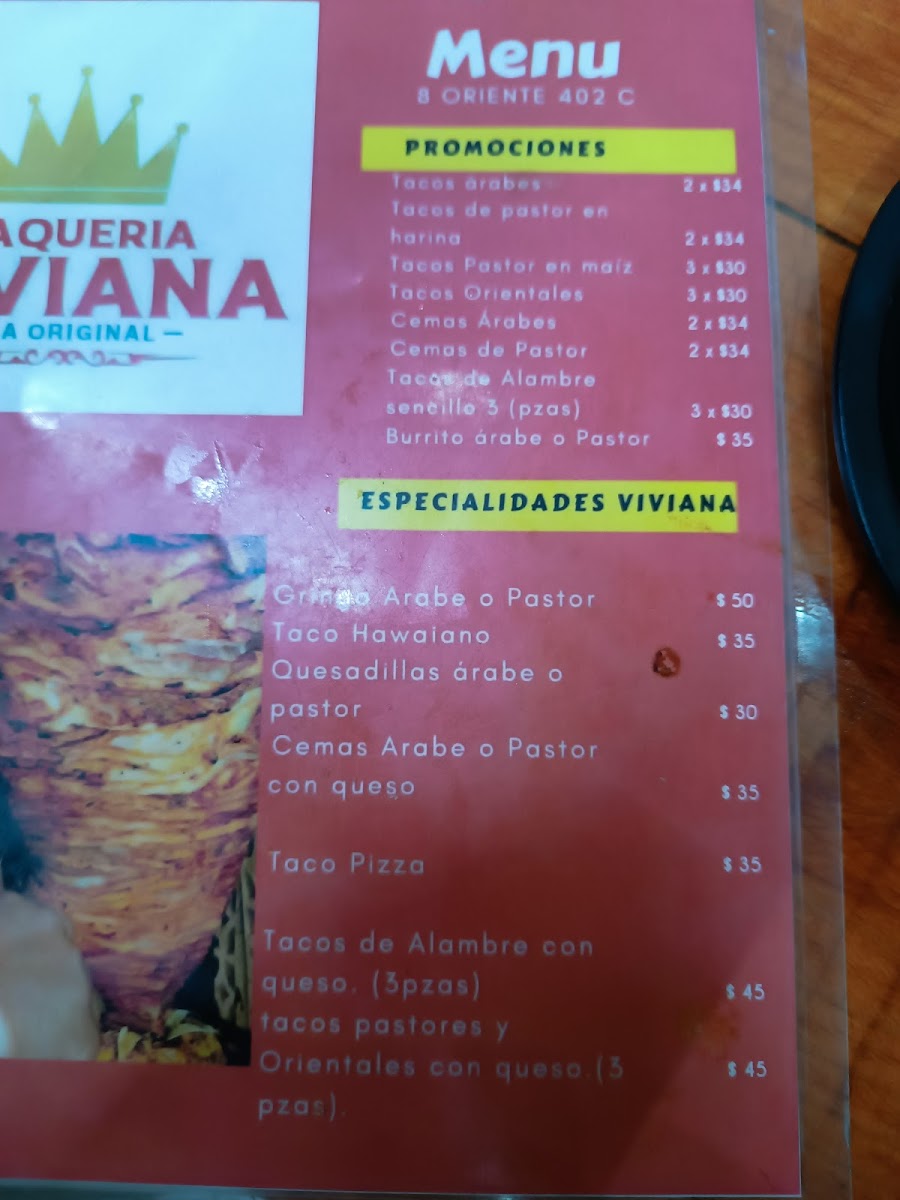 AQUERIA
VIANA
A ORIGINAL —
Menu
8 ORIENTE 402 C
PROMOCIONES
Tacos àrabes 2 x $34
Tacos de pastor en
harina 2 x $34
Tacos Pastor en maíz 3 x $30
Tacos Orientales 3 x $30
Cemas Árabes 2 x $34
Cemas de Pastor 2 x $34
Tacos de Alambre
sencillo 3 (pzas) 3 x $30
Burrito árabe o Pastor $ 35
ESPECIALIDADES VIVIANA
Arabe o Pastor $ 50
Taco Hawaiano $ 35
Quesadillas árabe o
pastor $ 30
Cemas Arabe o Pastor
con queso $ 35
Taco Pizza $ 35
Tacos de Alambre con
queso. (3pzas) $ 45
tacos pastores y
Orientales con queso.(3 $ 45
pzas).